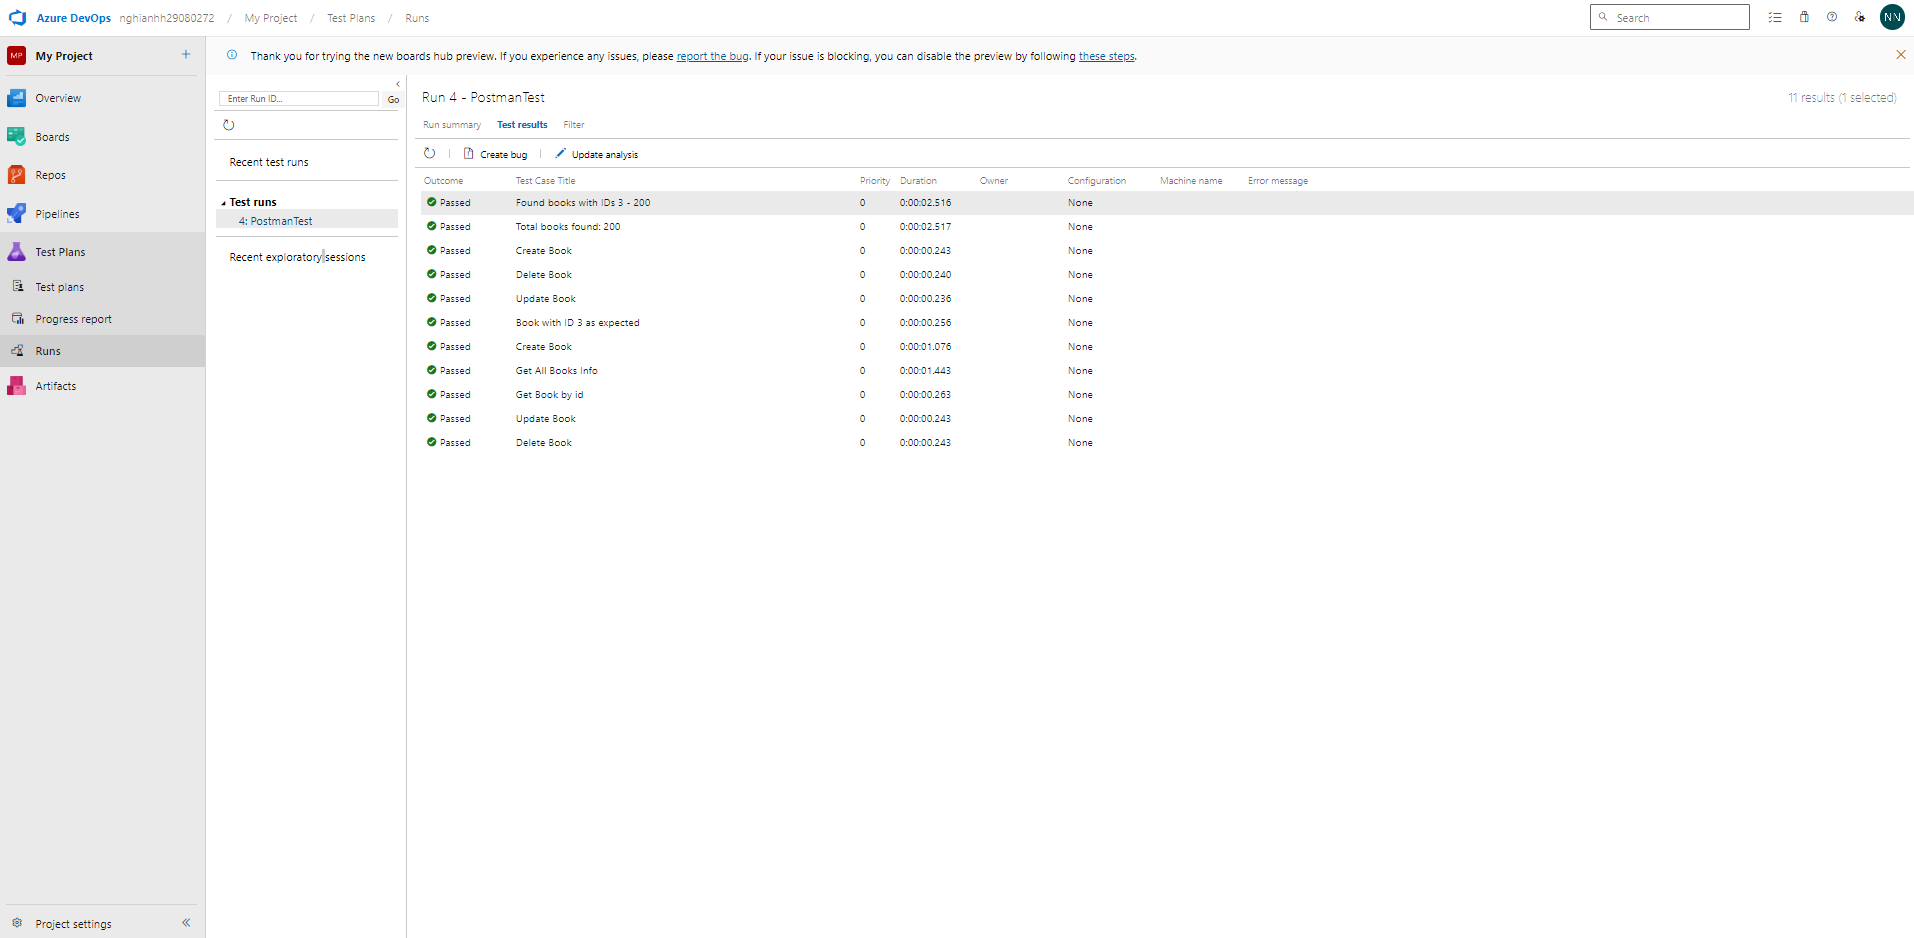 Azure DevOps nghianhh29080272 / My Project / Test Plans / Runs
Search
NN
MP My Project +
Thank you for trying the new boards hub preview. If you experience any issues, please report the bug. If your issue is blocking, you can disable the preview by following these steps.
Overview
Boards
Repos
Pipelines
Test Plans
Test plans
Progress report
Runs
Artifacts
Project settings
Enter Run ID...
Go
Recent test runs
Test runs
4: PostmanTest
Recent exploratory sessions
Run 4 - PostmanTest
11 results (1 selected)
Run summary Test results Filter
Create bug Update analysis
Outcome Test Case Title Priority Duration Owner Configuration Machine name Error message
Passed Found books with IDs 3 - 200 0 0:00:02.516 None
Passed Total books found: 200 0 0:00:02.517 None
Passed Create Book 0 0:00:00.243 None
Passed Delete Book 0 0:00:00.240 None
Passed Update Book 0 0:00:00.236 None
Passed Book with ID 3 as expected 0 0:00:00.256 None
Passed Create Book 0 0:00:01.076 None
Passed Get All Books Info 0 0:00:01.443 None
Passed Get Book by id 0 0:00:00.263 None
Passed Update Book 0 0:00:00.243 None
Passed Delete Book 0 0:00:00.243 None